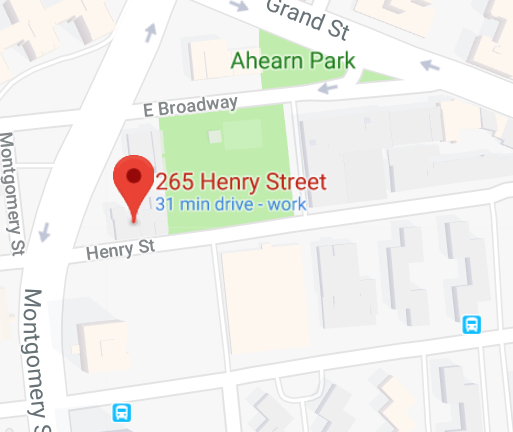 Grand St
Ahearn Park
E Broadway
Montgomery St
265 Henry Street
31 min drive - work
Henry St
Montgomery S